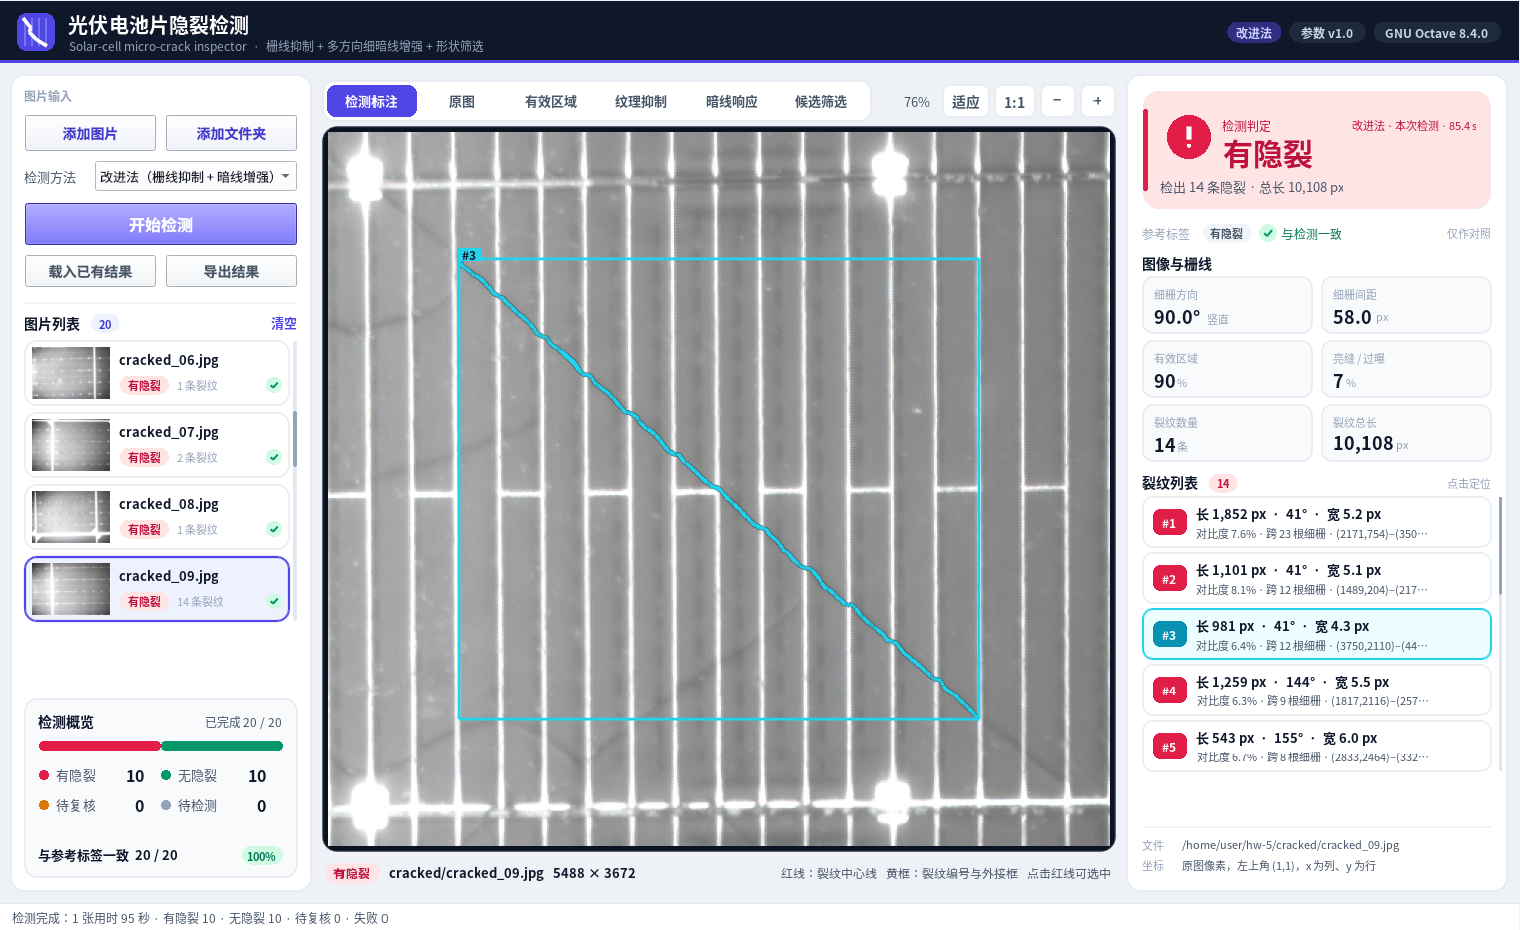 光伏电池片隐裂检测
Solar-cell micro-crack inspector · 栅线抑制 + 多方向细暗线增强 + 形状筛选
改进法
参数 v1.0
GNU Octave 8.4.0
图片输入
添加图片
添加文件夹
检测方法
改进法（栅线抑制 + 暗线增强）
开始检测
载入已有结果
导出结果
图片列表 20
清空
cracked_06.jpg
有隐裂 1 条裂纹
cracked_07.jpg
有隐裂 2 条裂纹
cracked_08.jpg
有隐裂 1 条裂纹
cracked_09.jpg
有隐裂 14 条裂纹
检测概览
已完成 20 / 20
有隐裂 10
无隐裂 10
待复核 0
待检测 0
与参考标签一致 20 / 20
100%
检测标注
原图
有效区域
纹理抑制
暗线响应
候选筛选
76%
适应
1:1
−
+
#3
有隐裂
cracked/cracked_09.jpg 5488 × 3672
红线：裂纹中心线 黄框：裂纹编号与外接框 点击红线可选中
检测判定
改进法 · 本次检测 · 85.4 s
有隐裂
检出 14 条隐裂 · 总长 10,108 px
参考标签 有隐裂 与检测一致
仅作对照
图像与栅线
细栅方向
90.0° 竖直
细栅间距
58.0 px
有效区域
90 %
亮缝 / 过曝
7 %
裂纹数量
14 条
裂纹总长
10,108 px
裂纹列表 14
点击定位
#1
长 1,852 px · 41° · 宽 5.2 px
对比度 7.6% · 跨 23 根细栅 · (2171,754)–(350…
#2
长 1,101 px · 41° · 宽 5.1 px
对比度 8.1% · 跨 12 根细栅 · (1489,204)–(217…
#3
长 981 px · 41° · 宽 4.3 px
对比度 6.4% · 跨 12 根细栅 · (3750,2110)–(44…
#4
长 1,259 px · 144° · 宽 5.5 px
对比度 6.3% · 跨 9 根细栅 · (1817,2116)–(257…
#5
长 543 px · 155° · 宽 6.0 px
对比度 6.7% · 跨 8 根细栅 · (2833,2464)–(332…
文件 /home/user/hw-5/cracked/cracked_09.jpg
坐标 原图像素，左上角 (1,1)，x 为列、y 为行
检测完成：1 张用时 95 秒 · 有隐裂 10 · 无隐裂 10 · 待复核 0 · 失败 0